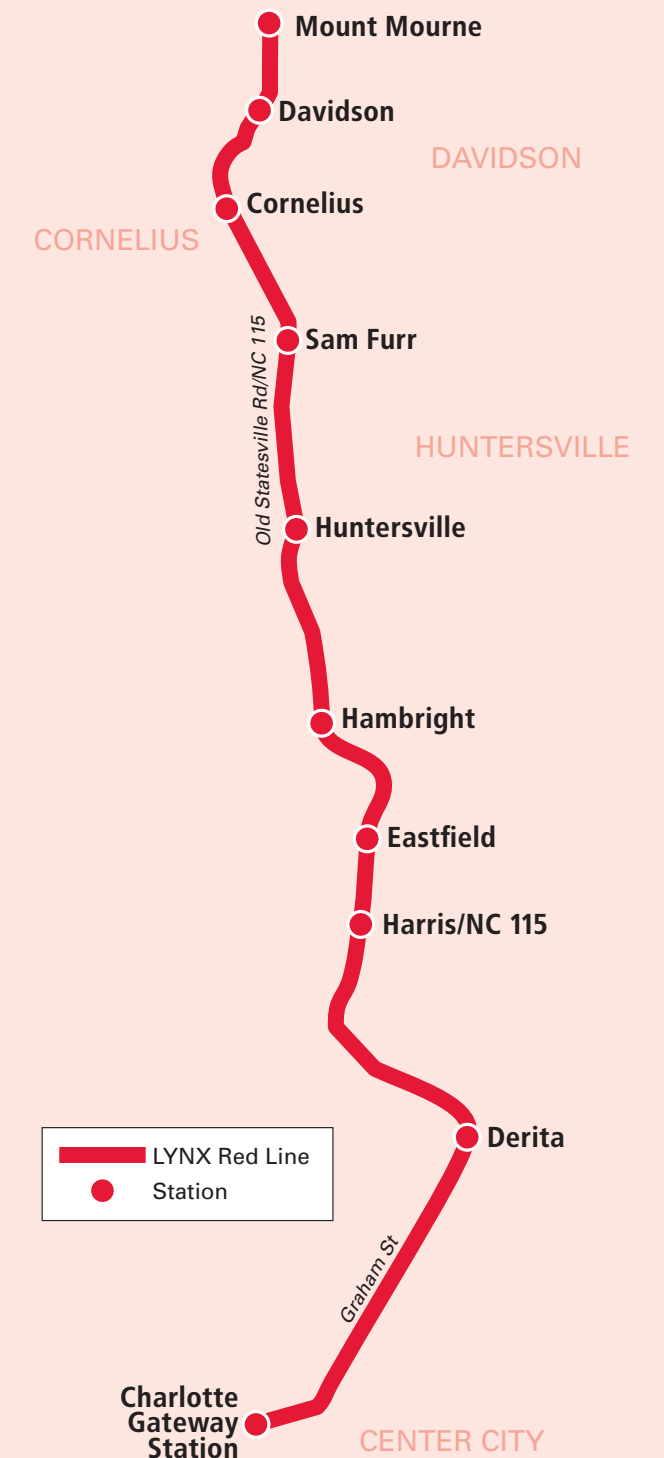 Mount Mourne
Davidson
DAVIDSON
Cornelius
CORNELIUS
Old Statesville Rd/NC 115
Sam Furr
HUNTERSVILLE
Huntersville
Hambright
Eastfield
Harris/NC 115
Derita
LYNX Red Line
Station
Graham St
Charlotte
Gateway
Station
CENTER CITY